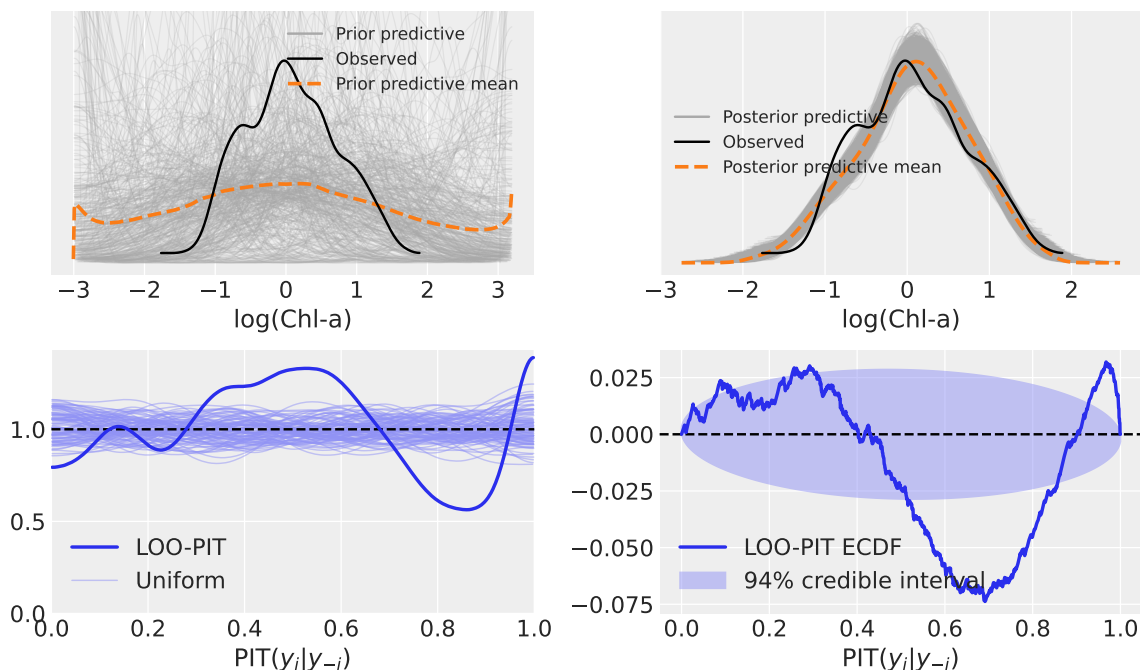 Prior predictive
Observed
Prior predictive mean
−3 −2 −1 0 1 2 3
log(Chl-a)
Posterior predictive
Observed
Posterior predictive mean
−3 −2 −1 0 1 2
log(Chl-a)
1.0
0.5
0.0
LOO-PIT
Uniform
0.0 0.2 0.4 0.6 0.8 1.0
PIT(y_i|y_{−i})
0.025
0.000
−0.025
−0.050
−0.075
LOO-PIT ECDF
94% credible interval
0.0 0.2 0.4 0.6 0.8 1.0
PIT(y_i|y_{−i})